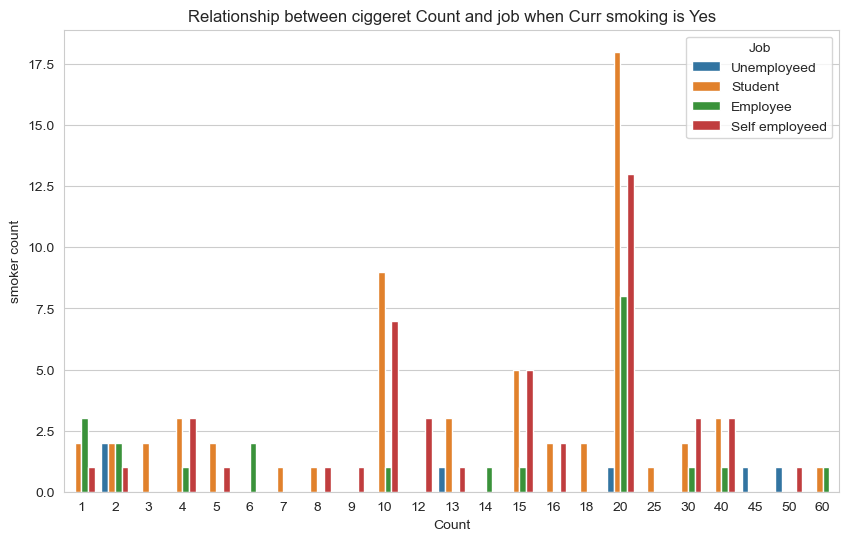 Relationship between ciggeret Count and job when Curr smoking is Yes
Job
Unemployeed
Student
Employee
Self employeed
17.5
15.0
12.5
10.0
7.5
5.0
2.5
0.0
smoker count
1 2 3 4 5 6 7 8 9 10 12 13 14 15 16 18 20 25 30 40 45 50 60
Count